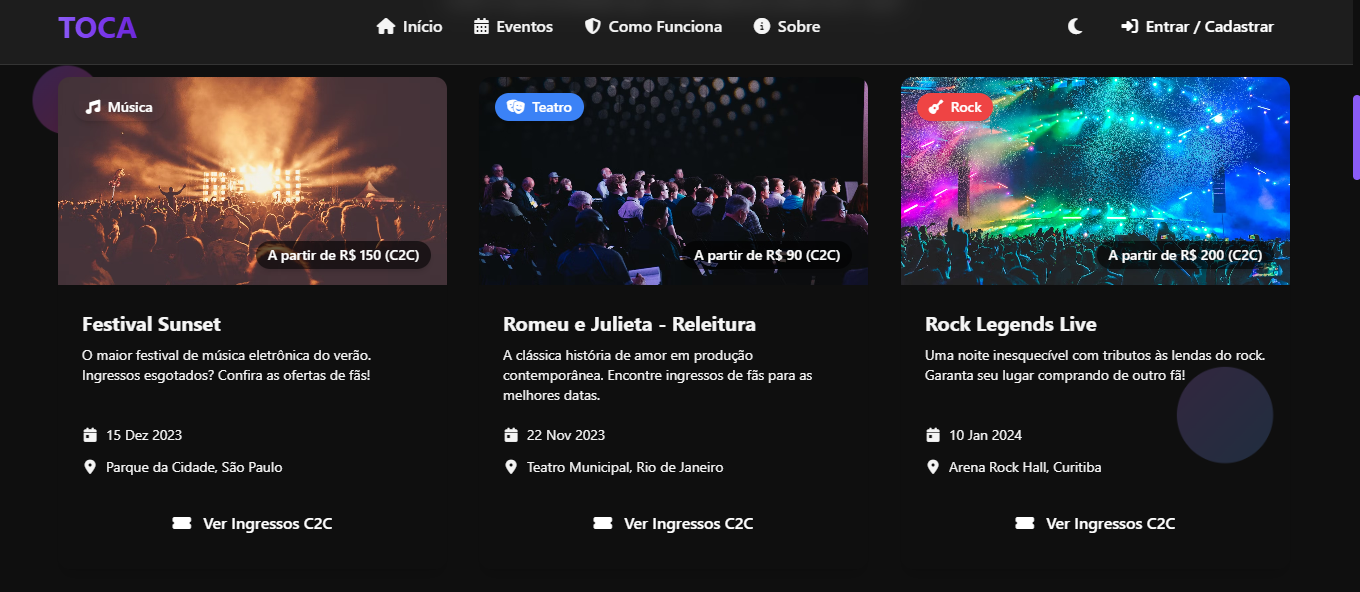 TOCA
Início
Eventos
Como Funciona
Sobre
Entrar / Cadastrar
Música
Teatro
Rock
A partir de R$ 150 (C2C)
A partir de R$ 90 (C2C)
A partir de R$ 200 (C2C)
Festival Sunset
O maior festival de música eletrônica do verão.
Ingressos esgotados? Confira as ofertas de fãs!
15 Dez 2023
Parque da Cidade, São Paulo
Ver Ingressos C2C
Romeu e Julieta - Releitura
A clássica história de amor em produção
contemporânea. Encontre ingressos de fãs para as
melhores datas.
22 Nov 2023
Teatro Municipal, Rio de Janeiro
Ver Ingressos C2C
Rock Legends Live
Uma noite inesquecível com tributos às lendas do rock.
Garanta seu lugar comprando de outro fã!
10 Jan 2024
Arena Rock Hall, Curitiba
Ver Ingressos C2C